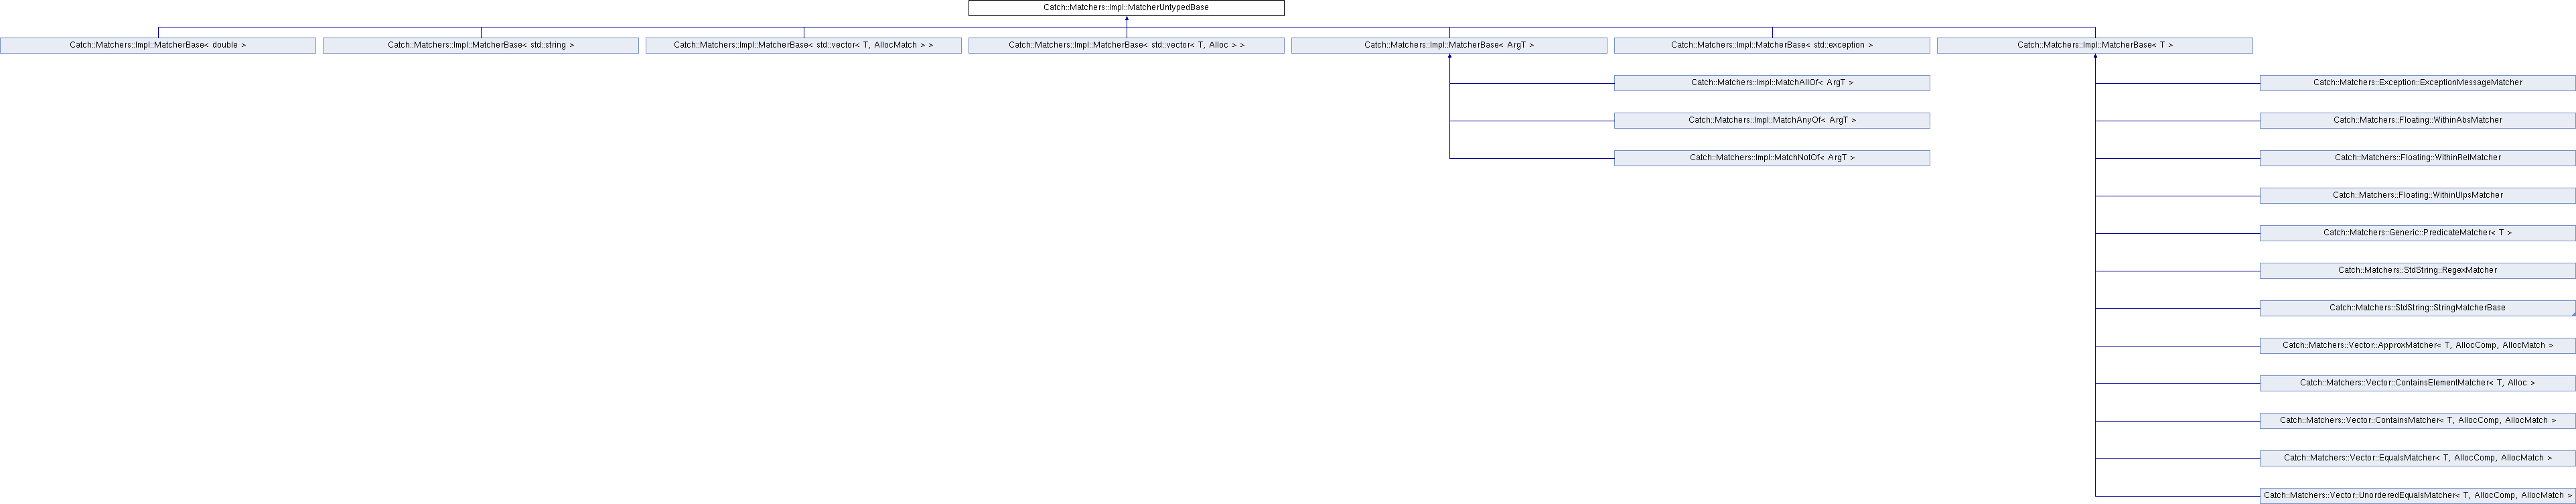 Catch::Matchers::Impl::MatcherUntypedBase
Catch::Matchers::Impl::MatcherBase< double >
Catch::Matchers::Impl::MatcherBase< std::string >
Catch::Matchers::Impl::MatcherBase< std::vector< T, AllocMatch > >
Catch::Matchers::Impl::MatcherBase< std::vector< T, Alloc > >
Catch::Matchers::Impl::MatcherBase< ArgT >
Catch::Matchers::Impl::MatcherBase< std::exception >
Catch::Matchers::Impl::MatcherBase< T >
Catch::Matchers::Impl::MatchAllOf< ArgT >
Catch::Matchers::Impl::MatchAnyOf< ArgT >
Catch::Matchers::Impl::MatchNotOf< ArgT >
Catch::Matchers::Exception::ExceptionMessageMatcher
Catch::Matchers::Floating::WithinAbsMatcher
Catch::Matchers::Floating::WithinRelMatcher
Catch::Matchers::Floating::WithinUlpsMatcher
Catch::Matchers::Generic::PredicateMatcher< T >
Catch::Matchers::StdString::RegexMatcher
Catch::Matchers::StdString::StringMatcherBase
Catch::Matchers::Vector::ApproxMatcher< T, AllocComp, AllocMatch >
Catch::Matchers::Vector::ContainsElementMatcher< T, Alloc >
Catch::Matchers::Vector::ContainsMatcher< T, AllocComp, AllocMatch >
Catch::Matchers::Vector::EqualsMatcher< T, AllocComp, AllocMatch >
Catch::Matchers::Vector::UnorderedEqualsMatcher< T, AllocComp, AllocMatch >